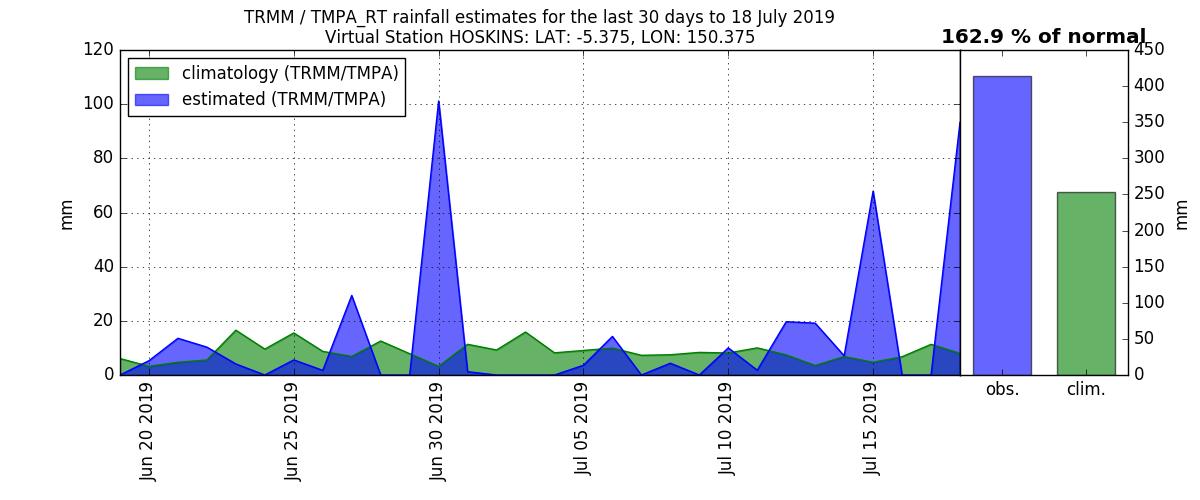 TRMM / TMPA_RT rainfall estimates for the last 30 days to 18 July 2019
Virtual Station HOSKINS: LAT: -5.375, LON: 150.375
162.9 % of normal
climatology (TRMM/TMPA)
estimated (TRMM/TMPA)
120
100
80
60
40
20
0
mm
Jun 20 2019
Jun 25 2019
Jun 30 2019
Jul 05 2019
Jul 10 2019
Jul 15 2019
450
400
350
300
250
200
150
100
50
0
mm
obs.
clim.